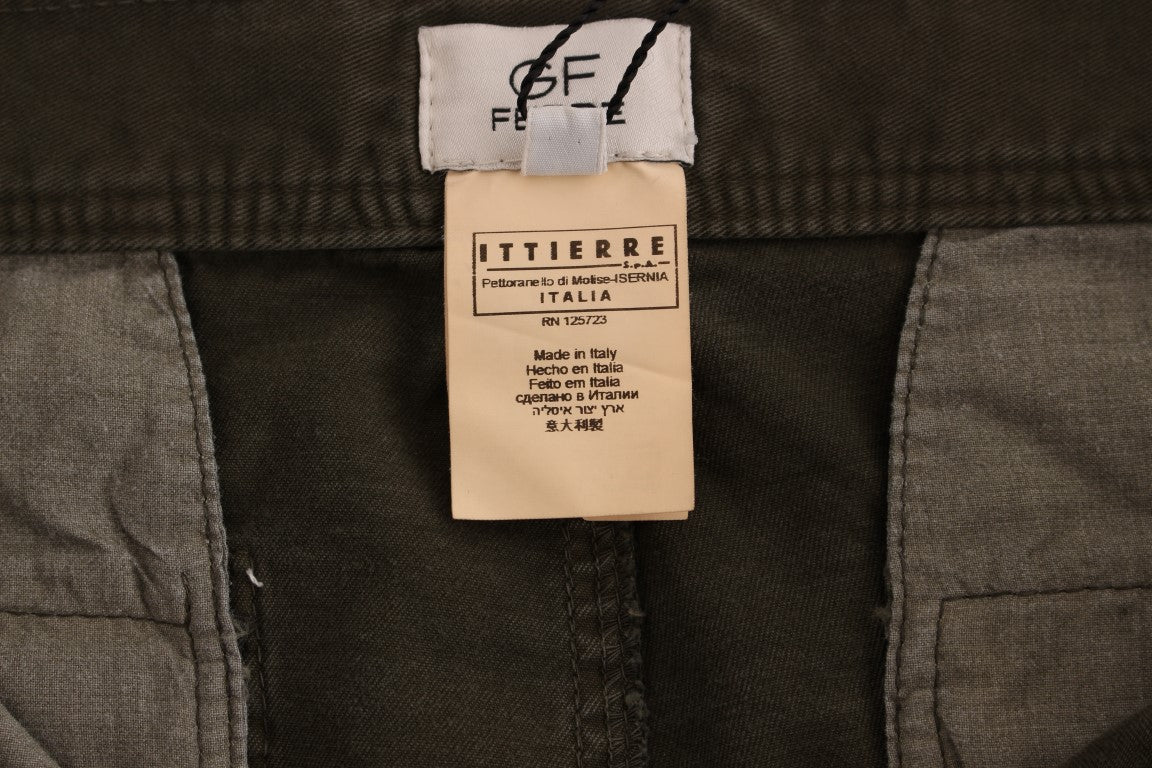 GF
ITTIERRE
S.p.A.
Pettoranello di Molise-ISERNIA
ITALIA
RN 125723
Made in Italy
Hecho en Italia
Feito em Italia
сделано в Италии
ארץ יצור איטליה
意大利製